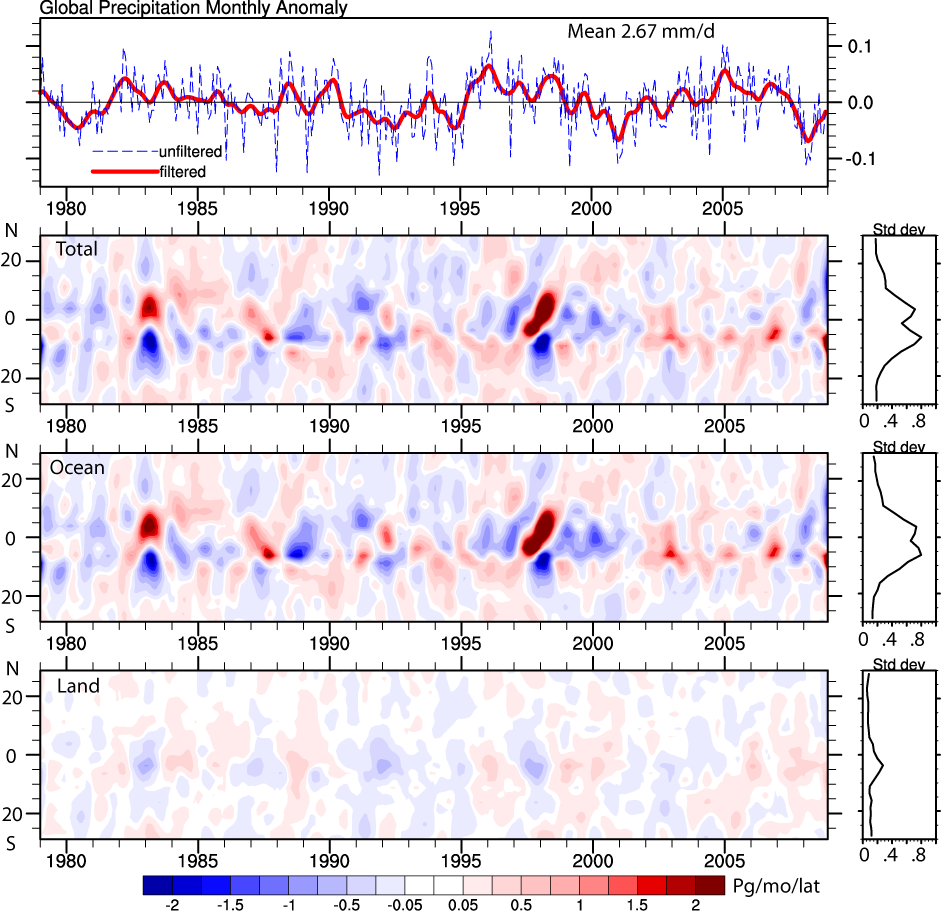 Global Precipitation Monthly Anomaly
Mean 2.67 mm/d
0.1
0.0
-0.1
unfiltered
filtered
1980 1985 1990 1995 2000 2005
N
Total
Std dev
20
0
20
S
1980 1985 1990 1995 2000 2005
0 .4 .8
N
Ocean
Std dev
20
0
20
S
1980 1985 1990 1995 2000 2005
0 .4 .8
N
Land
Std dev
20
0
20
S
1980 1985 1990 1995 2000 2005
0 .4 .8
Pg/mo/lat
-2 -1.5 -1 -0.5 -0.05 0.05 0.5 1 1.5 2